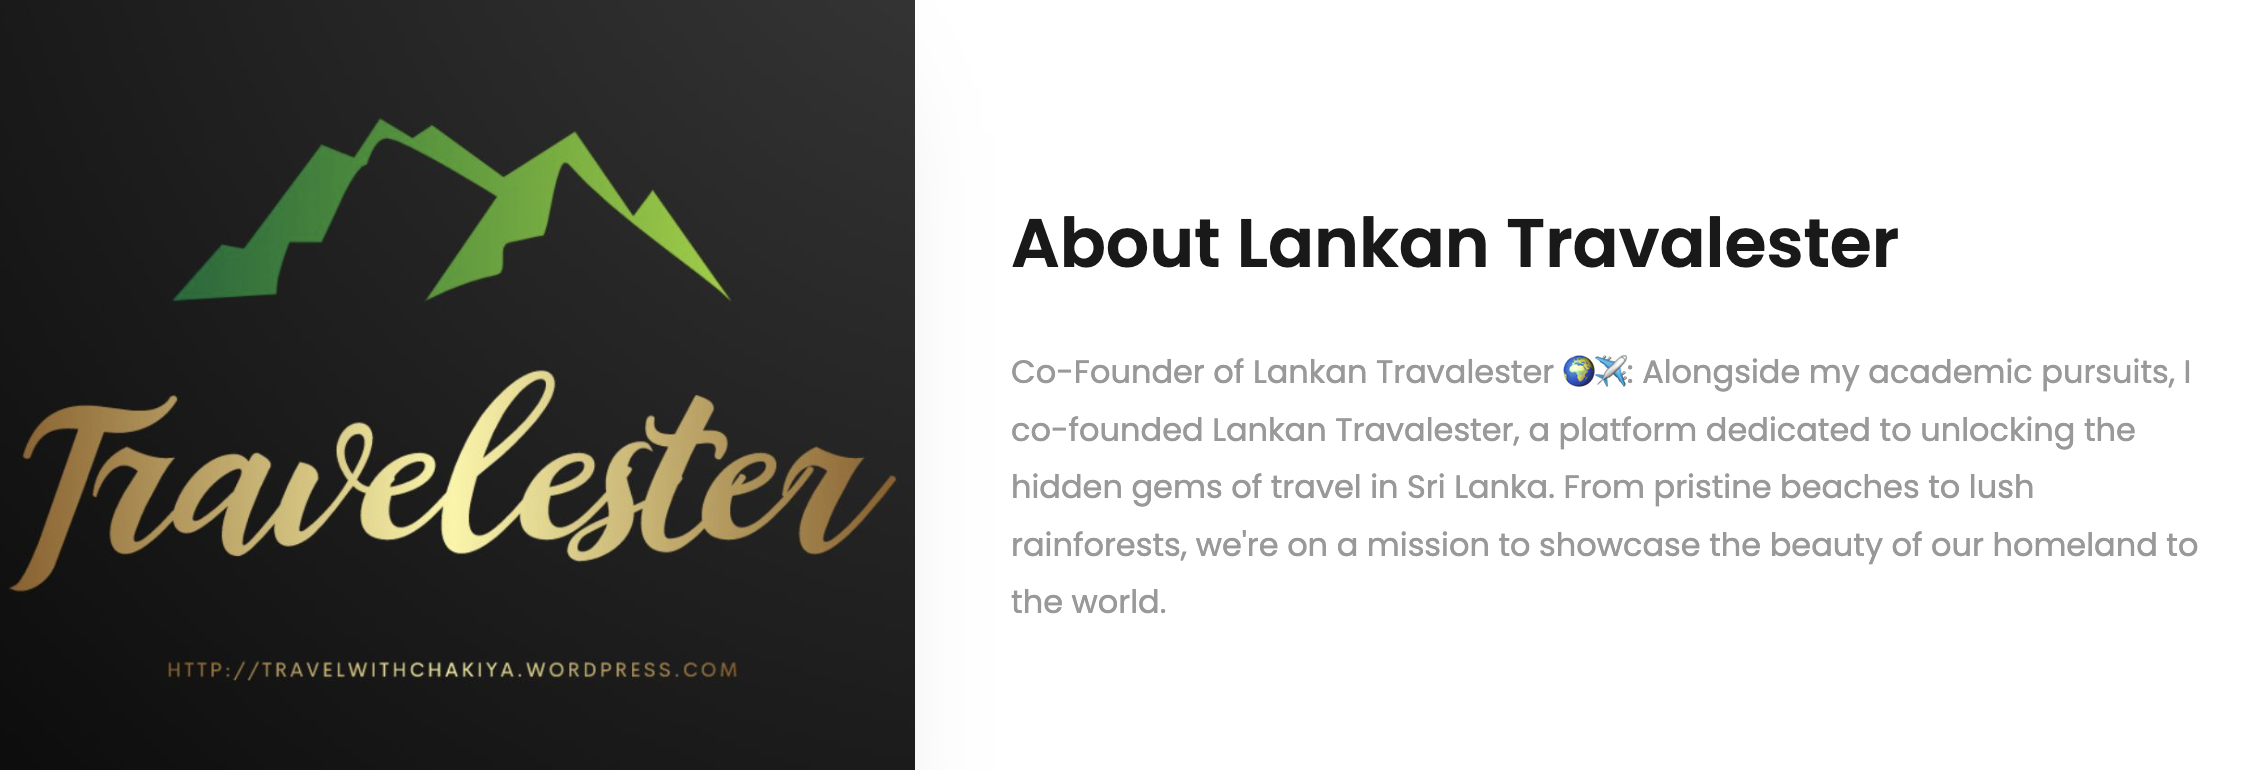 Travelester
HTTP://TRAVELWITHCHAKIYA.WORDPRESS.COM
About Lankan Travalester
Co-Founder of Lankan Travalester 🌍✈️: Alongside my academic pursuits, I
co-founded Lankan Travalester, a platform dedicated to unlocking the
hidden gems of travel in Sri Lanka. From pristine beaches to lush
rainforests, we're on a mission to showcase the beauty of our homeland to
the world.